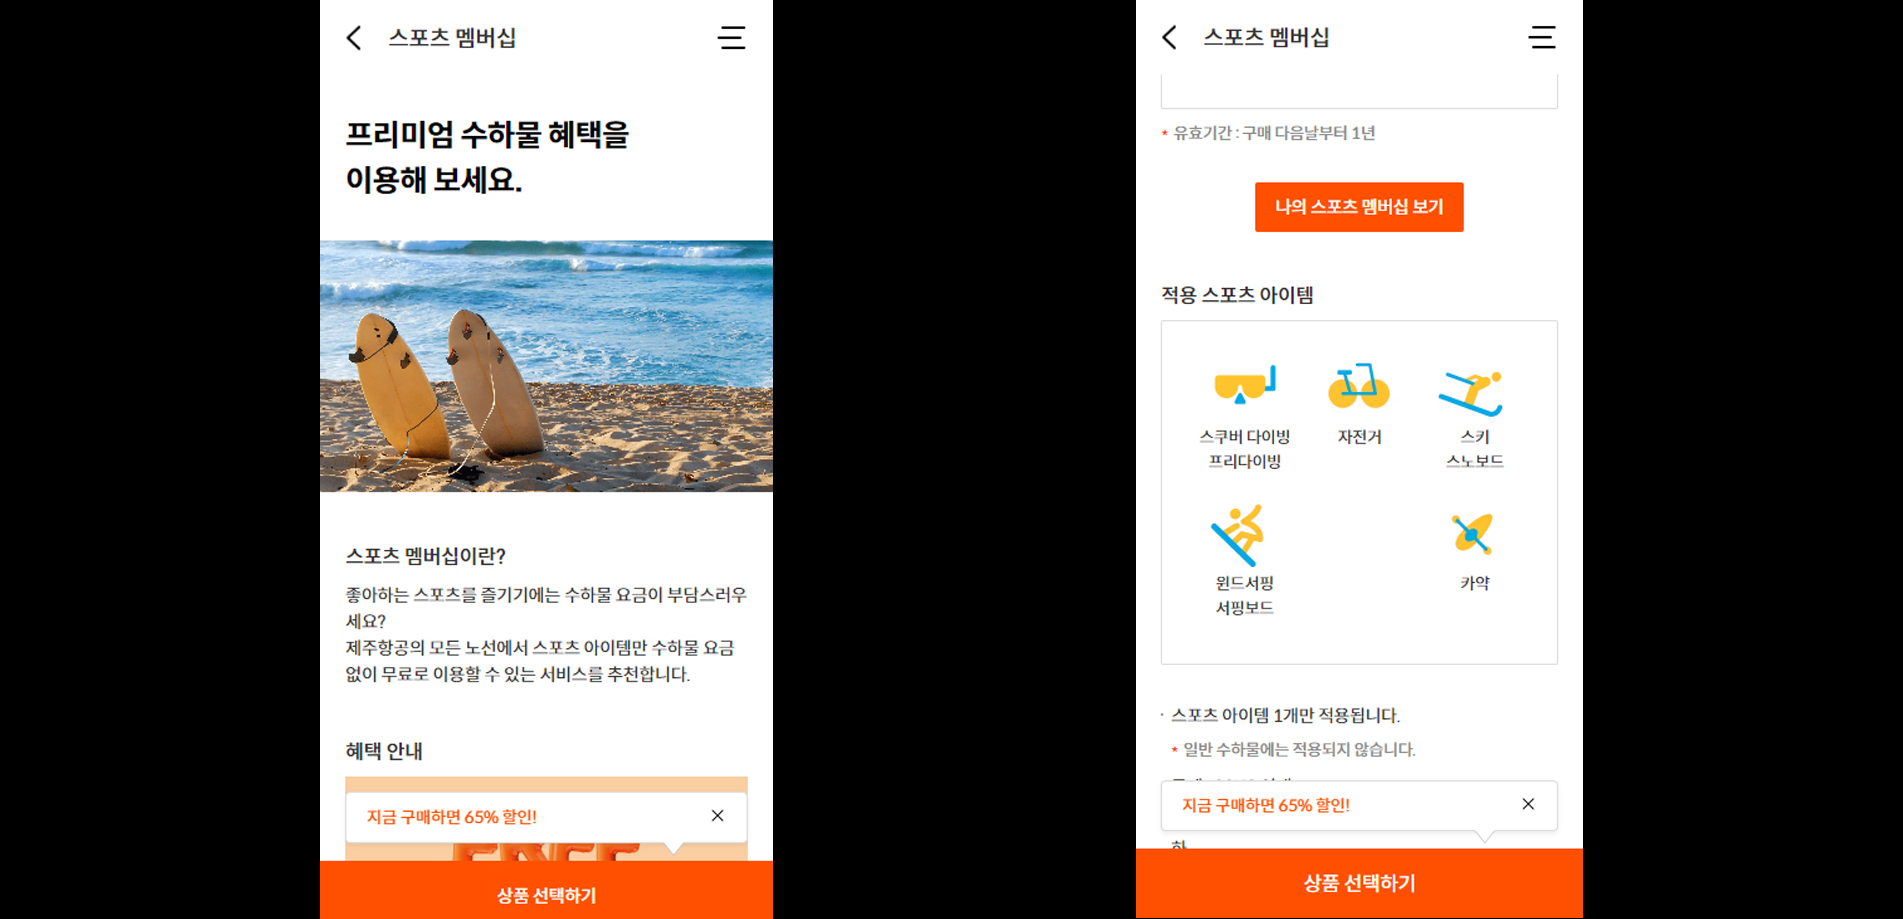 스포츠 멤버십
프리미엄 수하물 혜택을
이용해 보세요.
스포츠 멤버십이란?
좋아하는 스포츠를 즐기기에는 수하물 요금이 부담스러우
세요?
제주항공의 모든 노선에서 스포츠 아이템만 수하물 요금
없이 무료로 이용할 수 있는 서비스를 추천합니다.
혜택 안내
지금 구매하면 65% 할인!
FREE
상품 선택하기
스포츠 멤버십
* 유효기간 : 구매 다음날부터 1년
나의 스포츠 멤버십 보기
적용 스포츠 아이템
스쿠버 다이빙
프리다이빙
자전거
스키
스노보드
윈드서핑
서핑보드
카약
· 스포츠 아이템 1개만 적용됩니다.
* 일반 수하물에는 적용되지 않습니다.
지금 구매하면 65% 할인!
상품 선택하기